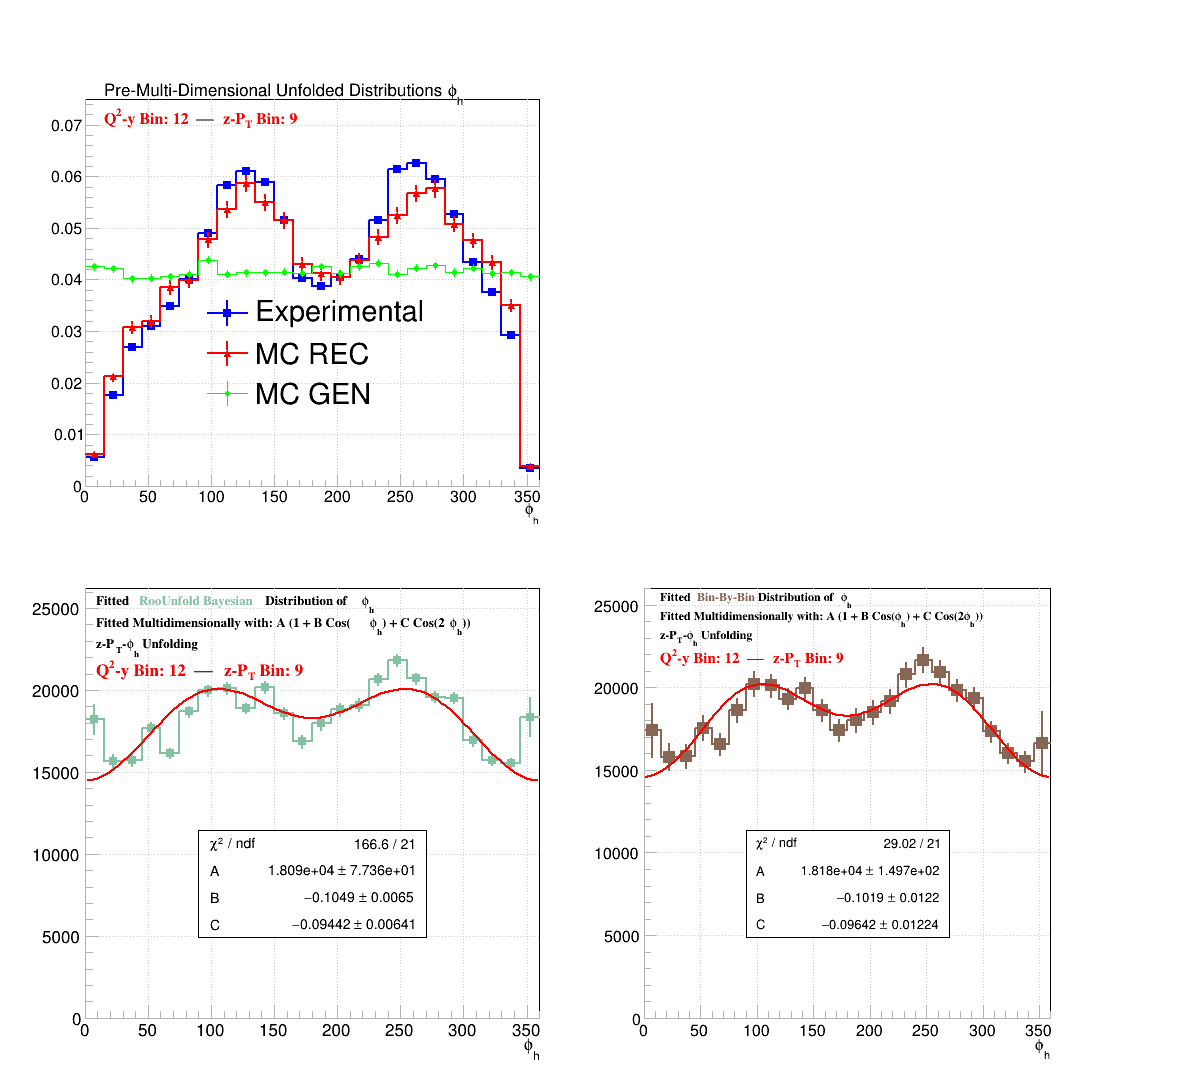 Pre-Multi-Dimensional Unfolded Distributions ϕh
Q2-y Bin: 12 — z-PT Bin: 9
0.07
0.06
0.05
0.04
0.03
0.02
0.01
0
Experimental
MC REC
MC GEN
0 50 100 150 200 250 300 350
ϕh
Fitted RooUnfold Bayesian Distribution of ϕh
Fitted Multidimensionally with: A (1 + B Cos( ϕh) + C Cos(2 ϕh))
z-PT-ϕh Unfolding
Q2-y Bin: 12 — z-PT Bin: 9
25000
20000
15000
10000
5000
0
χ2 / ndf 166.6 / 21
A 1.809e+04 ± 7.736e+01
B −0.1049 ± 0.0065
C −0.09442 ± 0.00641
0 50 100 150 200 250 300 350
ϕh
Fitted Bin-By-Bin Distribution of ϕh
Fitted Multidimensionally with: A (1 + B Cos(ϕh) + C Cos(2ϕh))
z-PT-ϕh Unfolding
Q2-y Bin: 12 — z-PT Bin: 9
25000
20000
15000
10000
5000
0
χ2 / ndf 29.02 / 21
A 1.818e+04 ± 1.497e+02
B −0.1019 ± 0.0122
C −0.09642 ± 0.01224
0 50 100 150 200 250 300 350
ϕh